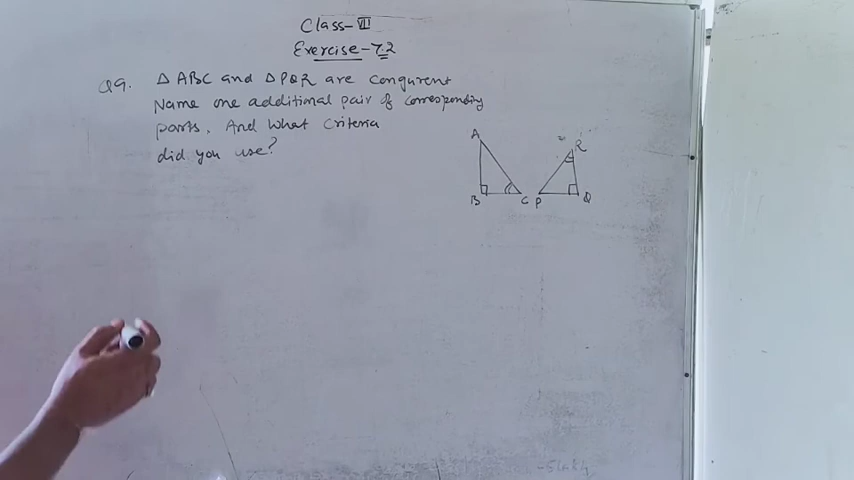 Class-VII
Exercise-7.2
Q9. △ABC and △PQR are congurent
Name one additional pair of corresponding
parts. And What Criteria
did you use?
A
R
B
C
P
Q